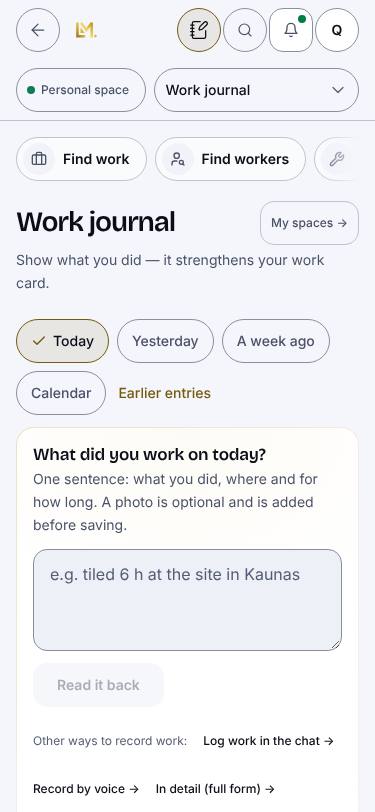 LM.
Q
Personal space
Work journal
Find work
Find workers
Work journal
My spaces →
Show what you did — it strengthens your work
card.
Today
Yesterday
A week ago
Calendar
Earlier entries
What did you work on today?
One sentence: what you did, where and for
how long. A photo is optional and is added
before saving.
e.g. tiled 6 h at the site in Kaunas
Read it back
Other ways to record work:
Log work in the chat →
Record by voice →
In detail (full form) →